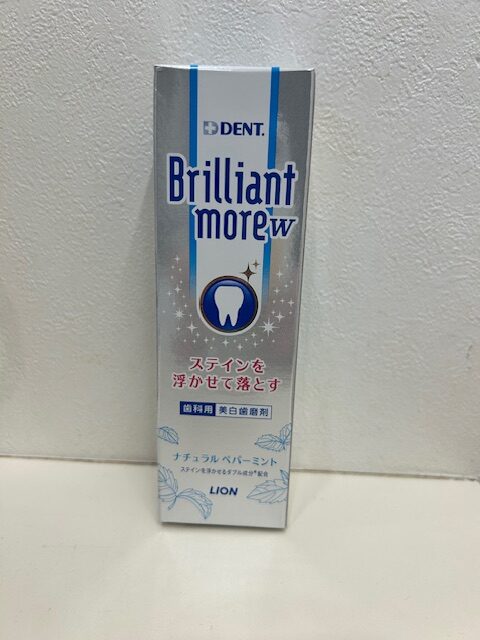 DENT.
Brilliant
more W
ステインを
浮かせて落とす
歯科用 美白歯磨剤
ナチュラルペパーミント
ステインを浮かせるダブル成分*配合
LION